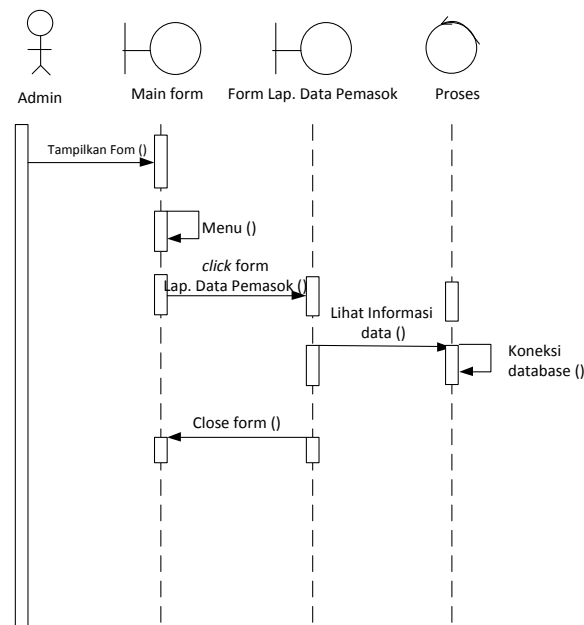 Admin
Main form
Form Lap. Data Pemasok
Proses
Tampilkan Fom ()
Menu ()
click form
Lap. Data Pemasok ()
Lihat Informasi
data ()
Koneksi
database ()
Close form ()